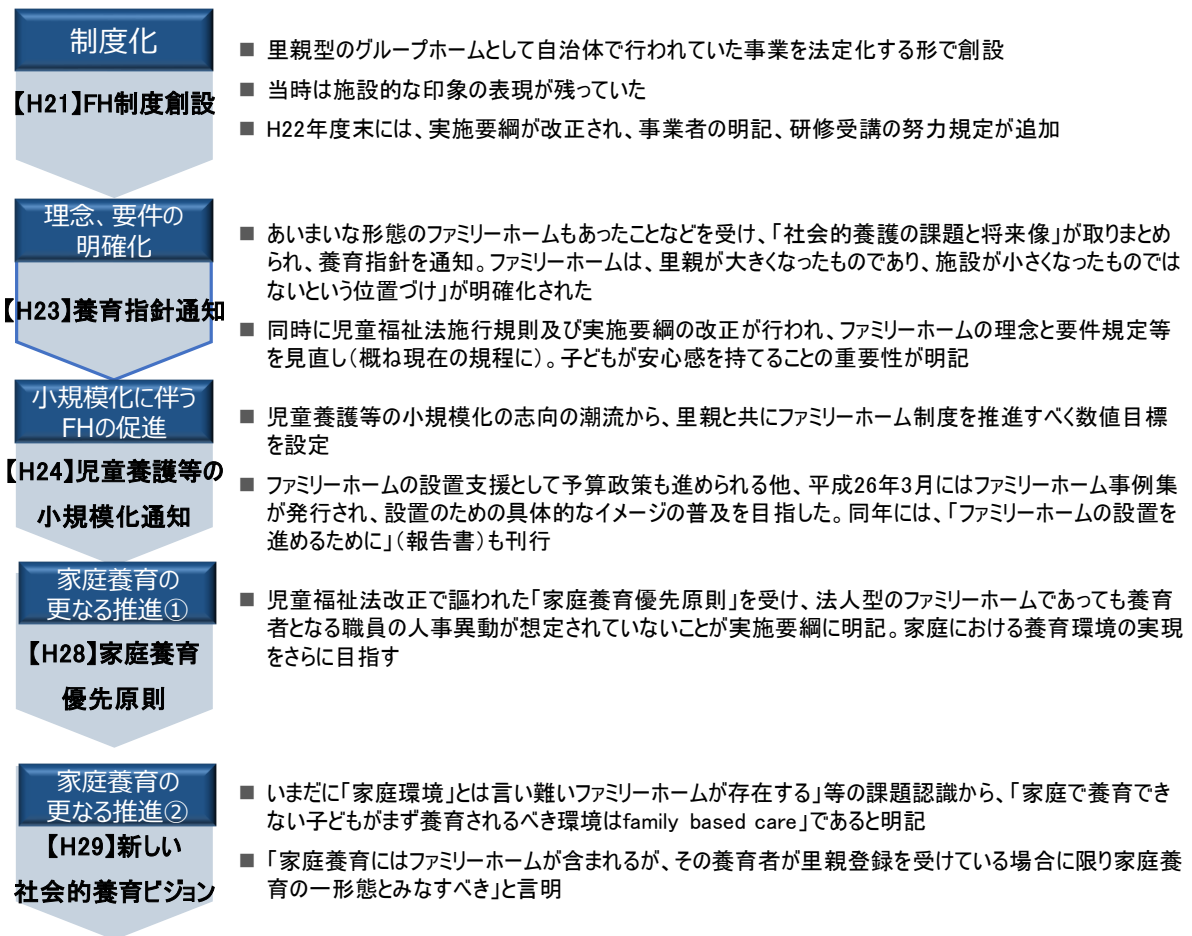 制度化
【H21】FH制度創設
■ 里親型のグループホームとして自治体で行われていた事業を法定化する形で創設
■ 当時は施設的な印象の表現が残っていた
■ H22年度末には、実施要綱が改正され、事業者の明記、研修受講の努力規定が追加
理念、要件の
明確化
【H23】養育指針通知
■ あいまいな形態のファミリーホームもあったことなどを受け、「社会的養護の課題と将来像」が取りまとめ
られ、養育指針を通知。ファミリーホームは、里親が大きくなったものであり、施設が小さくなったものでは
ないという位置づけ」が明確化された
■ 同時に児童福祉法施行規則及び実施要綱の改正が行われ、ファミリーホームの理念と要件規定等
を見直し（概ね現在の規程に）。子どもが安心感を持てることの重要性が明記
小規模化に伴う
FHの促進
【H24】児童養護等の
小規模化通知
■ 児童養護等の小規模化の志向の潮流から、里親と共にファミリーホーム制度を推進すべく数値目標
を設定
■ ファミリーホームの設置支援として予算政策も進められる他、平成26年3月にはファミリーホーム事例集
が発行され、設置のための具体的なイメージの普及を目指した。同年には、「ファミリーホームの設置を
進めるために」（報告書）も刊行
家庭養育の
更なる推進①
【H28】家庭養育
優先原則
■ 児童福祉法改正で謳われた「家庭養育優先原則」を受け、法人型のファミリーホームであっても養育
者となる職員の人事異動が想定されていないことが実施要綱に明記。家庭における養育環境の実現
をさらに目指す
家庭養育の
更なる推進②
【H29】新しい
社会的養育ビジョン
■ いまだに「家庭環境」とは言い難いファミリーホームが存在する」等の課題認識から、「家庭で養育でき
ない子どもがまず養育されるべき環境はfamily based care」であると明記
■ 「家庭養育にはファミリーホームが含まれるが、その養育者が里親登録を受けている場合に限り家庭養
育の一形態とみなすべき」と言明